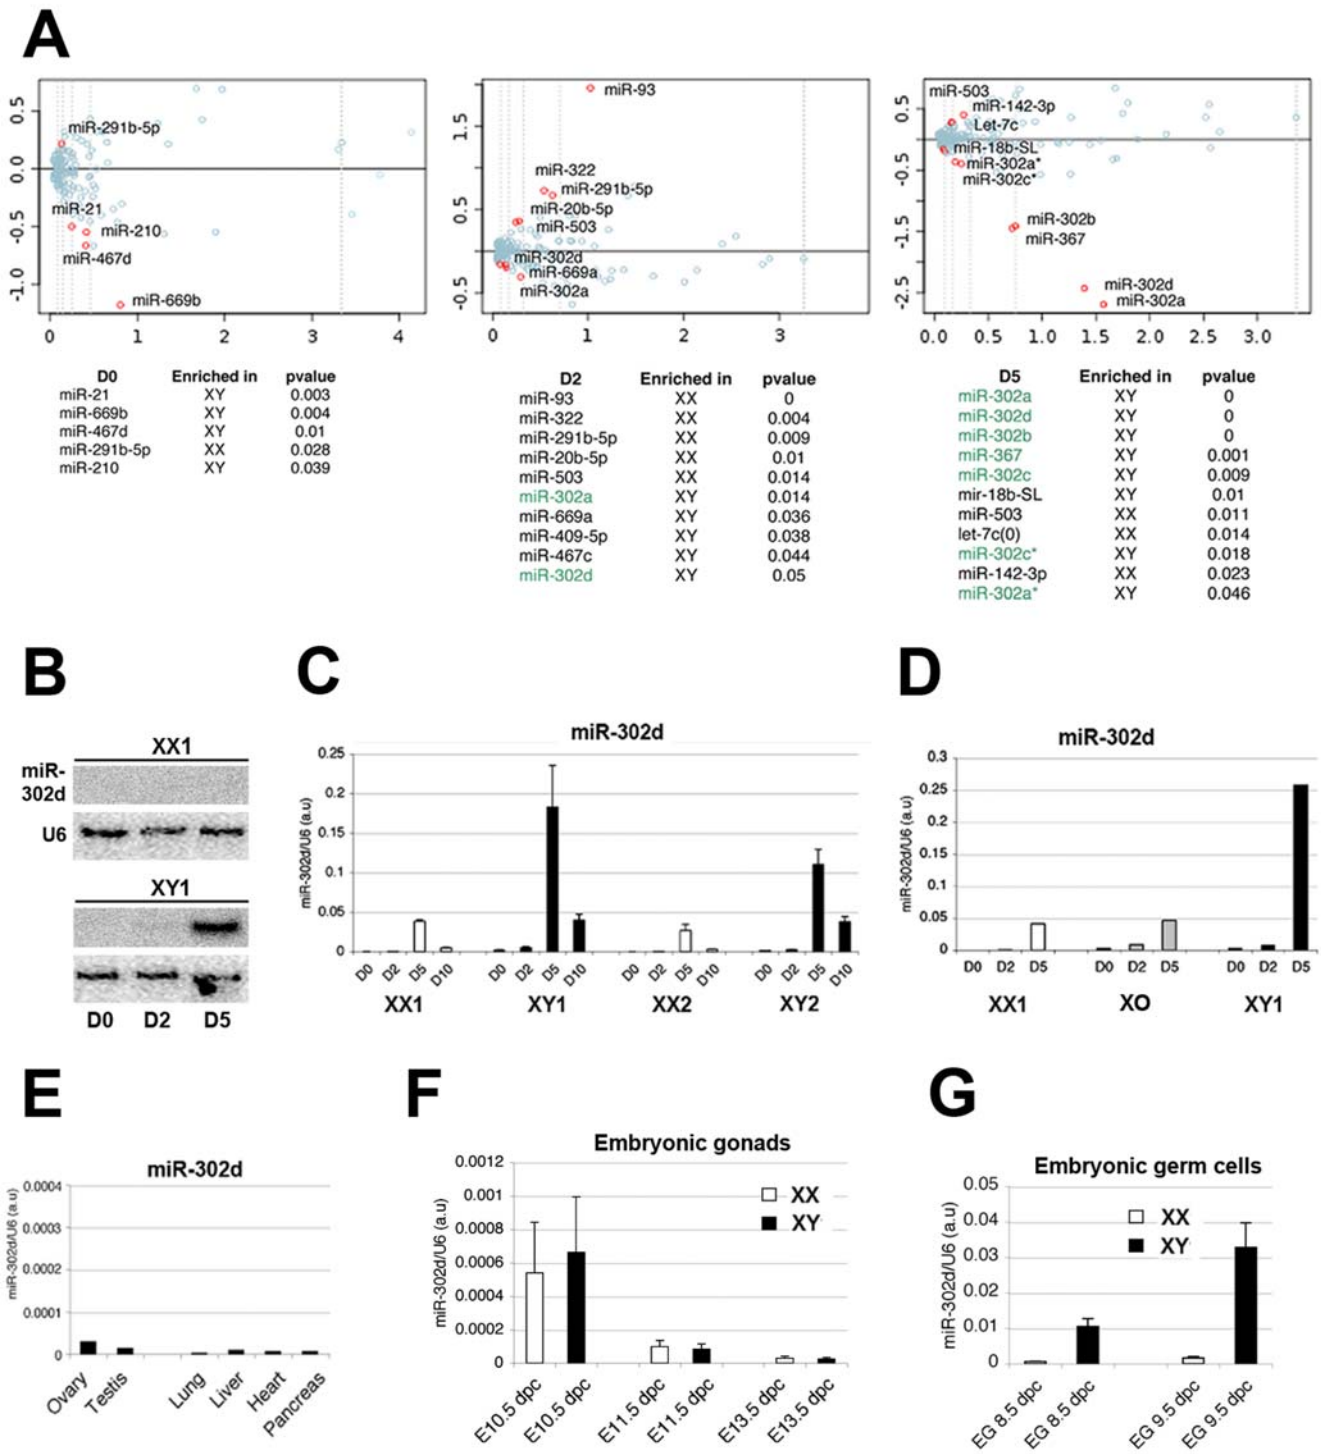 A
0.5
0.0
-0.5
-1.0
miR-291b-5p
miR-21
miR-210
miR-467d
miR-669b
0 1 2 3 4
1.5
0.5
-0.5
miR-93
miR-322
miR-291b-5p
miR-20b-5p
miR-503
miR-302d
miR-669a
miR-302a
0 1 2 3
0.5
-0.5
-1.5
-2.5
miR-503
miR-142-3p
Let-7c
miR-18b-SL
miR-302a*
miR-302c*
miR-302b
miR-367
miR-302d
miR-302a
0.0 0.5 1.0 1.5 2.0 2.5 3.0
D0 Enriched in pvalue
miR-21 XY 0.003
miR-669b XY 0.004
miR-467d XY 0.01
miR-291b-5p XX 0.028
miR-210 XY 0.039
D2 Enriched in pvalue
miR-93 XX 0
miR-322 XX 0.004
miR-291b-5p XX 0.009
miR-20b-5p XX 0.01
miR-503 XX 0.014
miR-302a XY 0.014
miR-669a XY 0.036
miR-409-5p XY 0.038
miR-467c XY 0.044
miR-302d XY 0.05
D5 Enriched in pvalue
miR-302a XY 0
miR-302d XY 0
miR-302b XY 0
miR-367 XY 0.001
miR-302c XY 0.009
mir-18b-SL XY 0.01
miR-503 XX 0.011
let-7c(0) XX 0.014
miR-302c* XY 0.018
miR-142-3p XX 0.023
miR-302a* XY 0.046
B
XX1
miR-
302d
U6
XY1
D0 D2 D5
C
miR-302d
miR-302d/U6 (a.u)
0.25
0.2
0.15
0.1
0.05
0
D0 D2 D5 D10 D0 D2 D5 D10 D0 D2 D5 D10 D0 D2 D5 D10
XX1 XY1 XX2 XY2
D
miR-302d
miR-302d/U6 (a.u)
0.3
0.25
0.2
0.15
0.1
0.05
0
D0 D2 D5 D0 D2 D5 D0 D2 D5
XX1 XO XY1
E
miR-302d
miR-302d/U6 (a.u)
0.0004
0.0003
0.0002
0.0001
0
Ovary Testis Lung Liver Heart Pancreas
F
Embryonic gonads
miR-302d/U6 (a.u)
0.0012
0.001
0.0008
0.0006
0.0004
0.0002
0
XX
XY
E10.5 dpc E10.5 dpc E11.5 dpc E11.5 dpc E13.5 dpc E13.5 dpc
G
Embryonic germ cells
miR-302d/U6 (a.u)
0.05
0.04
0.03
0.02
0.01
0
XX
XY
EG 8.5 dpc EG 8.5 dpc EG 9.5 dpc EG 9.5 dpc